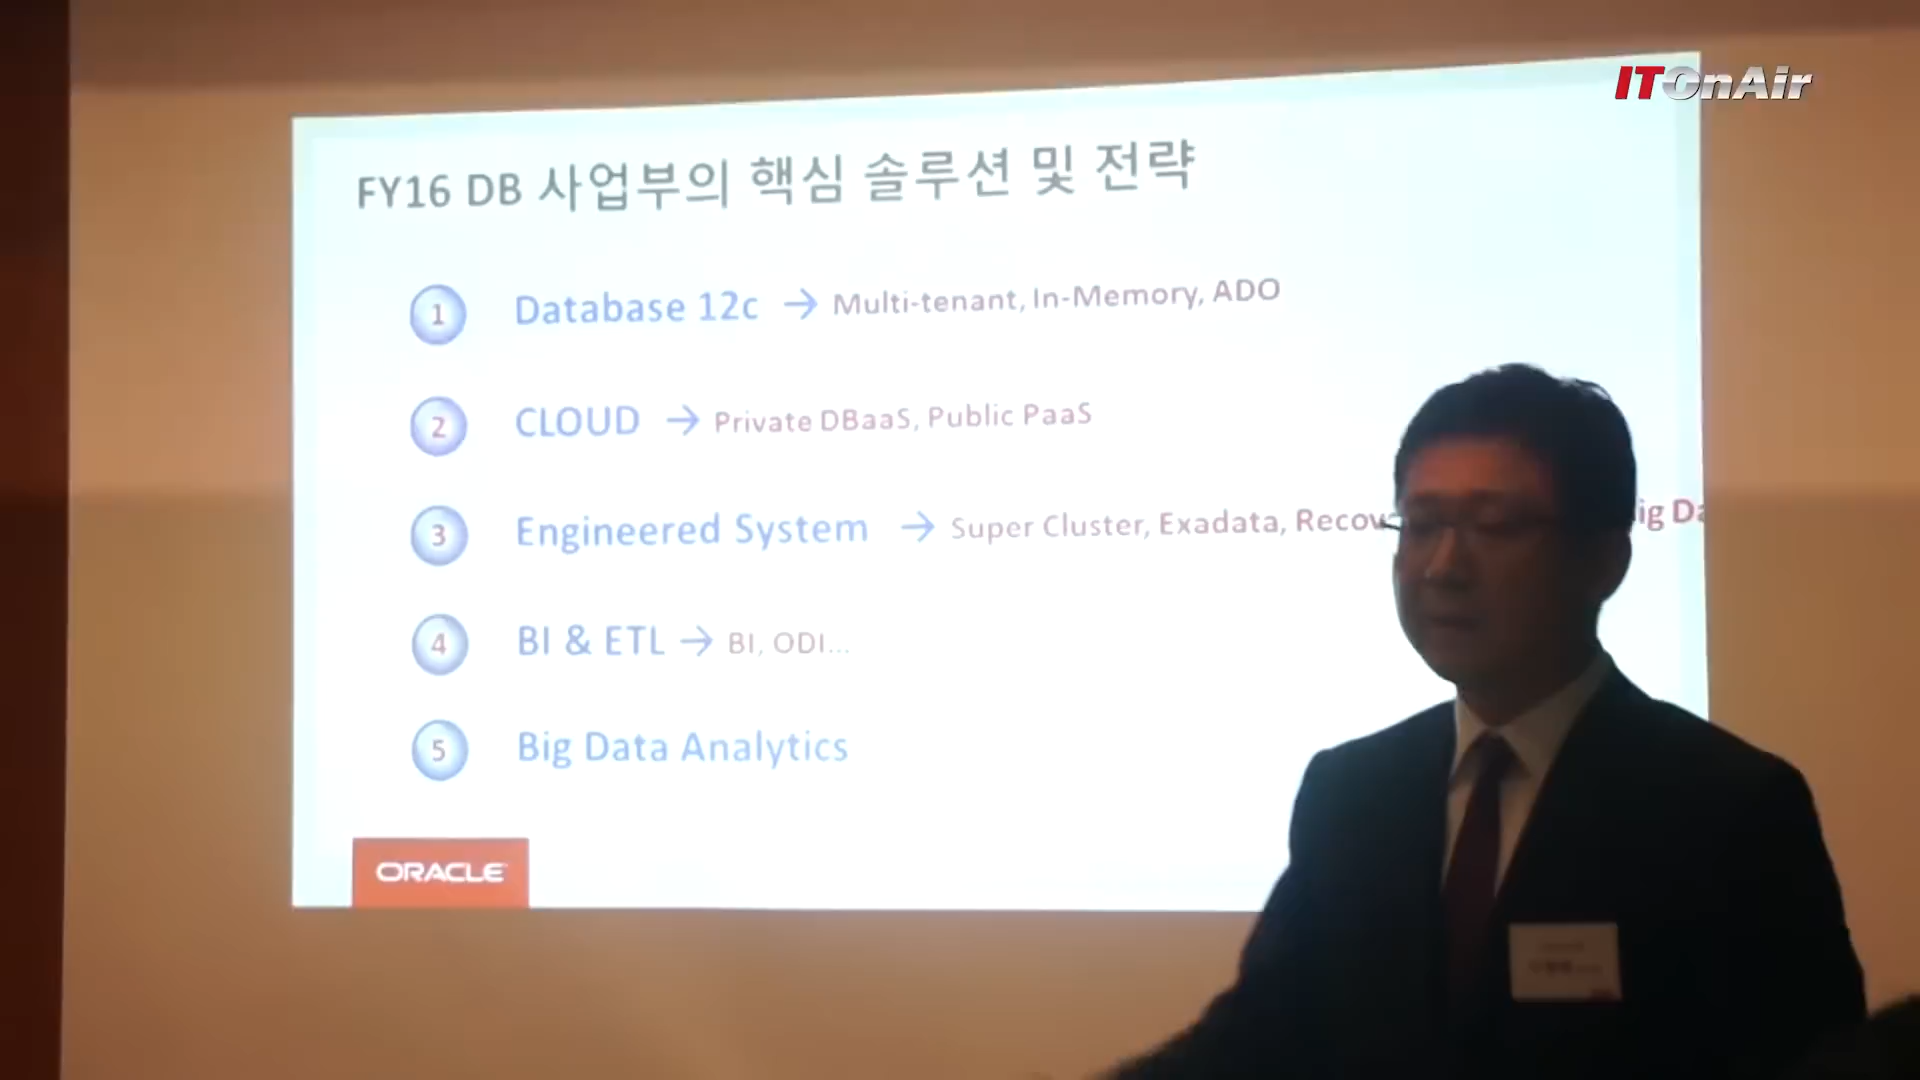 ITOnAir
FY16 DB 사업부의 핵심 솔루션 및 전략
1 Database 12c → Multi-tenant, In-Memory, ADO
2 CLOUD → Private DBaaS, Public PaaS
3 Engineered System → Super Cluster, Exadata,
4 BI & ETL → BI, ODI...
5 Big Data Analytics
ORACLE